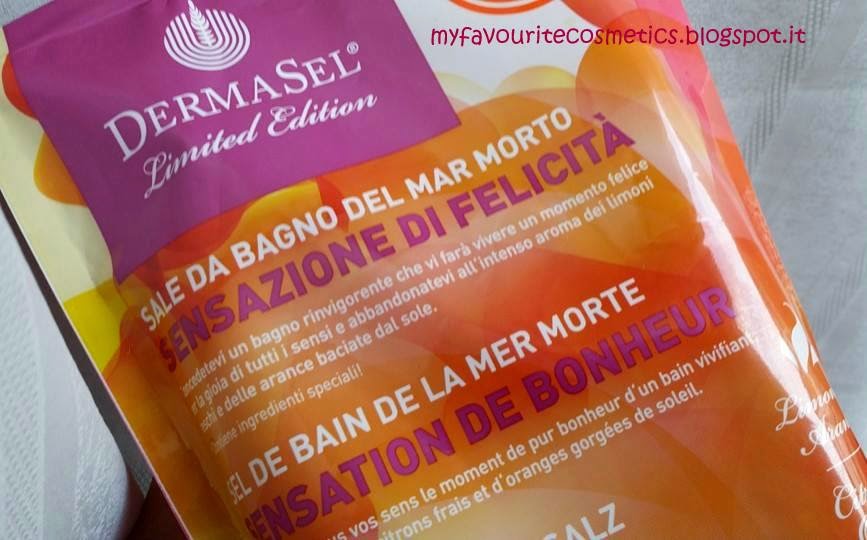 myfavouritecosmetics.blogspot.it
DERMASEL®
Limited Edition
SALE DA BAGNO DEL MAR MORTO
SENSAZIONE DI FELICITÀ
un bagno rinvigorente che vi farà vivere un momento felice
la gioia di tutti i sensi e abbandonatevi all'intenso aroma dei limoni
e delle arance baciate dal sole.
ingredienti speciali!
SEL DE BAIN DE LA MER MORTE
SENSATION DE BONHEUR
vos sens le moment de pur bonheur d'un bain vivifiant
frais et d'oranges gorgées de soleil.
SALZ